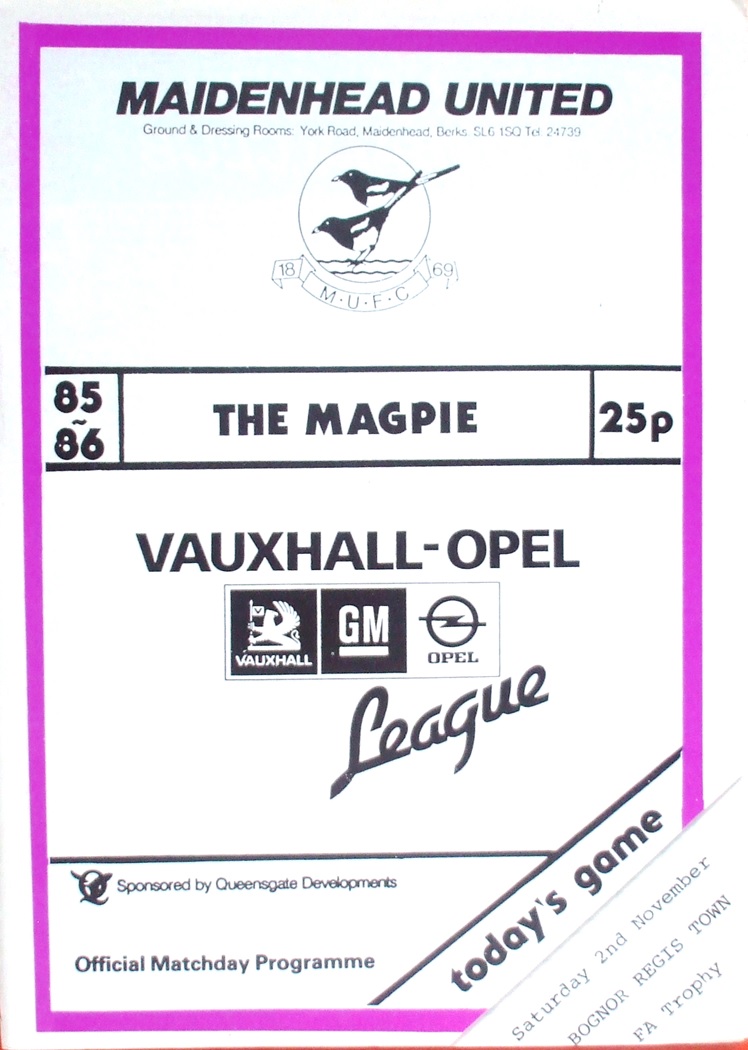 MAIDENHEAD UNITED
Ground & Dressing Rooms: York Road, Maidenhead, Berks. SL6 1SQ Tel. 24739
18 69
M·U·F·C
85~86
THE MAGPIE
25p
VAUXHALL-OPEL
VAUXHALL GM OPEL
League
Sponsored by Queensgate Developments
Official Matchday Programme
today's game
Saturday 2nd November
BOGNOR REGIS TOWN
FA Trophy